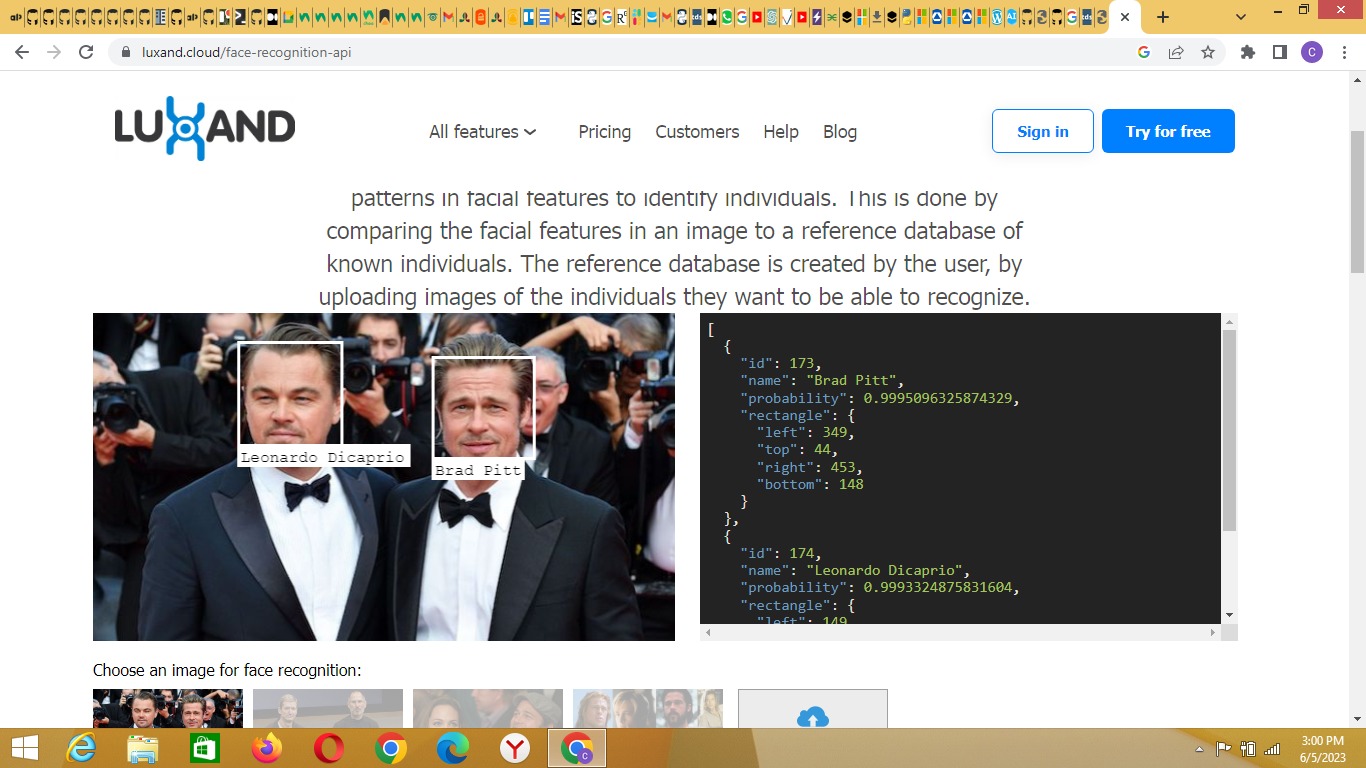 luxand.cloud/face-recognition-api
C
LUXAND
All features
Pricing
Customers
Help
Blog
Sign in
Try for free
patterns in facial features to identify individuals. This is done by
comparing the facial features in an image to a reference database of
known individuals. The reference database is created by the user, by
uploading images of the individuals they want to be able to recognize.
Leonardo Dicaprio
Brad Pitt
[
{
"id": 173,
"name": "Brad Pitt",
"probability": 0.9995096325874329,
"rectangle": {
"left": 349,
"top": 44,
"right": 453,
"bottom": 148
}
},
{
"id": 174,
"name": "Leonardo Dicaprio",
"probability": 0.9993324875831604,
"rectangle": {
"left": 149
Choose an image for face recognition:
3:00 PM
6/5/2023